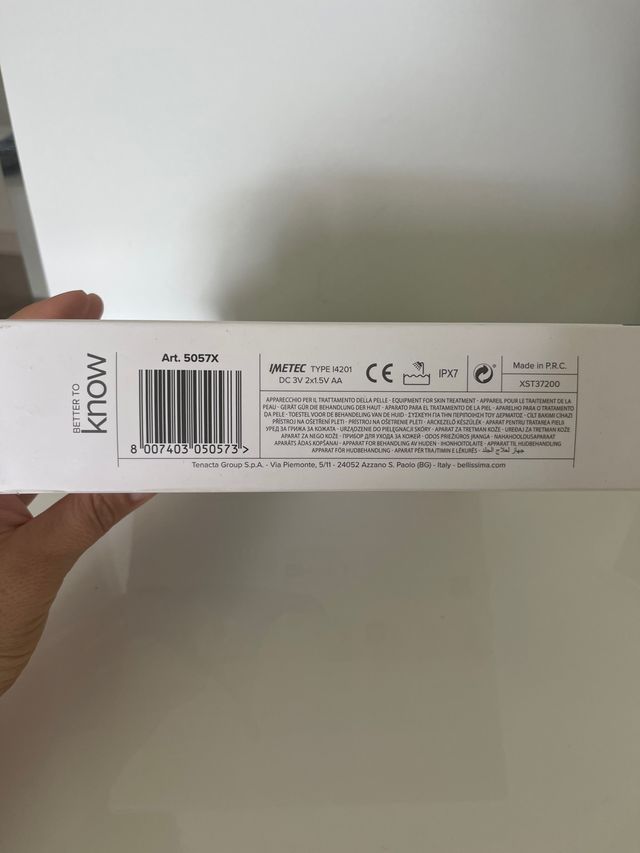 BETTER TO
know
Art. 5057X
8 007403 050573 >
IMETEC TYPE I4201
DC 3V 2x1.5V AA
CE
IPX7
Made in P.R.C.
XST37200
APPARECCHIO PER IL TRATTAMENTO DELLA PELLE · EQUIPMENT FOR SKIN TREATMENT · APPAREIL POUR LE TRAITEMENT DE LA
PEAU · GERÄT GÜR DIE BEHANDLUNG DER HAUT · APARATO PARA EL TRATAMIENTO DE LA PIEL · APARELHO PARA O TRATAMENTO
DA PELE · TOESTEL VOOR DE BEHANDELING VAN DE HUID · ΣΥΣΚΕΥΗ ΓΙΑ ΤΗΝ ΠΕΡΙΠΟΙΗΣΗ ΤΟΥ ΔΕΡΜΑΤΟΣ · CİLT BAKIMI CİHAZI
PŘÍSTROJ NA OŠETŘENÍ PLETI · PRÍSTROJ NA OŠETRENIE PLETI · ARCKEZELŐ KÉSZÜLÉK · APARAT PENTRU TRATAREA PIELII
УРЕД ЗА ГРИЖА ЗА КОЖАТА · URZĄDZENIE DO PIELĘGNACJI SKÓRY · APARAT ZA TRETMAN KOŽE · UREĐAJ ZA TRETMAN KOŽE
APARAT ZA NEGO KOŽE · ПРИБОР ДЛЯ УХОДА ЗА КОЖЕЙ · ODOS PRIEŽIŪROS ĮRANGA · NAHAHOOLDUSAPARAAT
APARĀTS ĀDAS KOPŠANAI · APPARAT FOR BEHANDLING AV HUDEN · IHONHOITOLAITE · APPARAT TIL HUDBEHANDLING
APPARAT FÖR HUDBEHANDLING · APARAT PËR TRAJTIMIN E LËKURËS · جهاز لعلاج الجلد
Tenacta Group S.p.A. - Via Piemonte, 5/11 - 24052 Azzano S. Paolo (BG) - Italy - bellissima.com